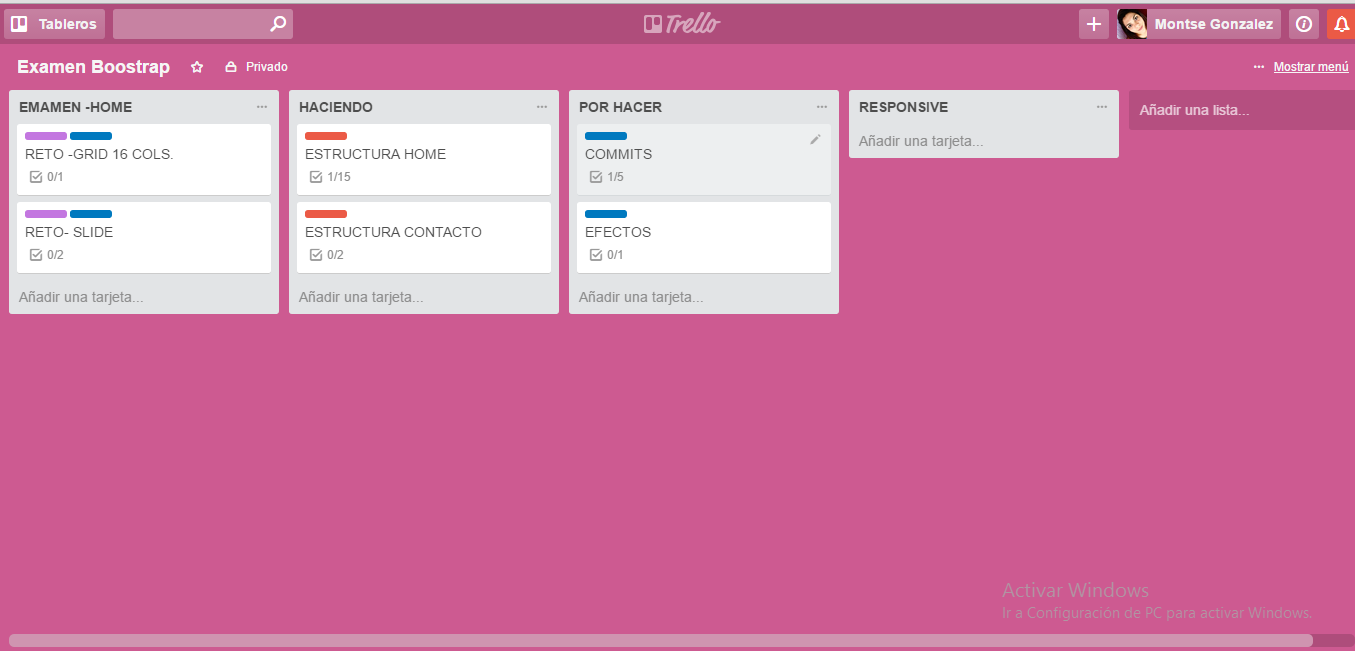 Tableros
Trello
Montse Gonzalez
Examen Boostrap
Privado
Mostrar menú
EMAMEN -HOME
RETO -GRID 16 COLS.
0/1
RETO- SLIDE
0/2
Añadir una tarjeta...
HACIENDO
ESTRUCTURA HOME
1/15
ESTRUCTURA CONTACTO
0/2
Añadir una tarjeta...
POR HACER
COMMITS
1/5
EFECTOS
0/1
Añadir una tarjeta...
RESPONSIVE
Añadir una tarjeta...
Añadir una lista...
Activar Windows
Ir a Configuración de PC para activar Windows.